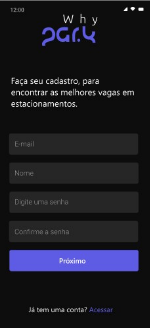 12:00
Why
park
Faça seu cadastro, para
encontrar as melhores vagas em
estacionamentos.
E-mail
Nome
Digite uma senha
Confirme a senha
Próximo
Já tem uma conta? Acessar